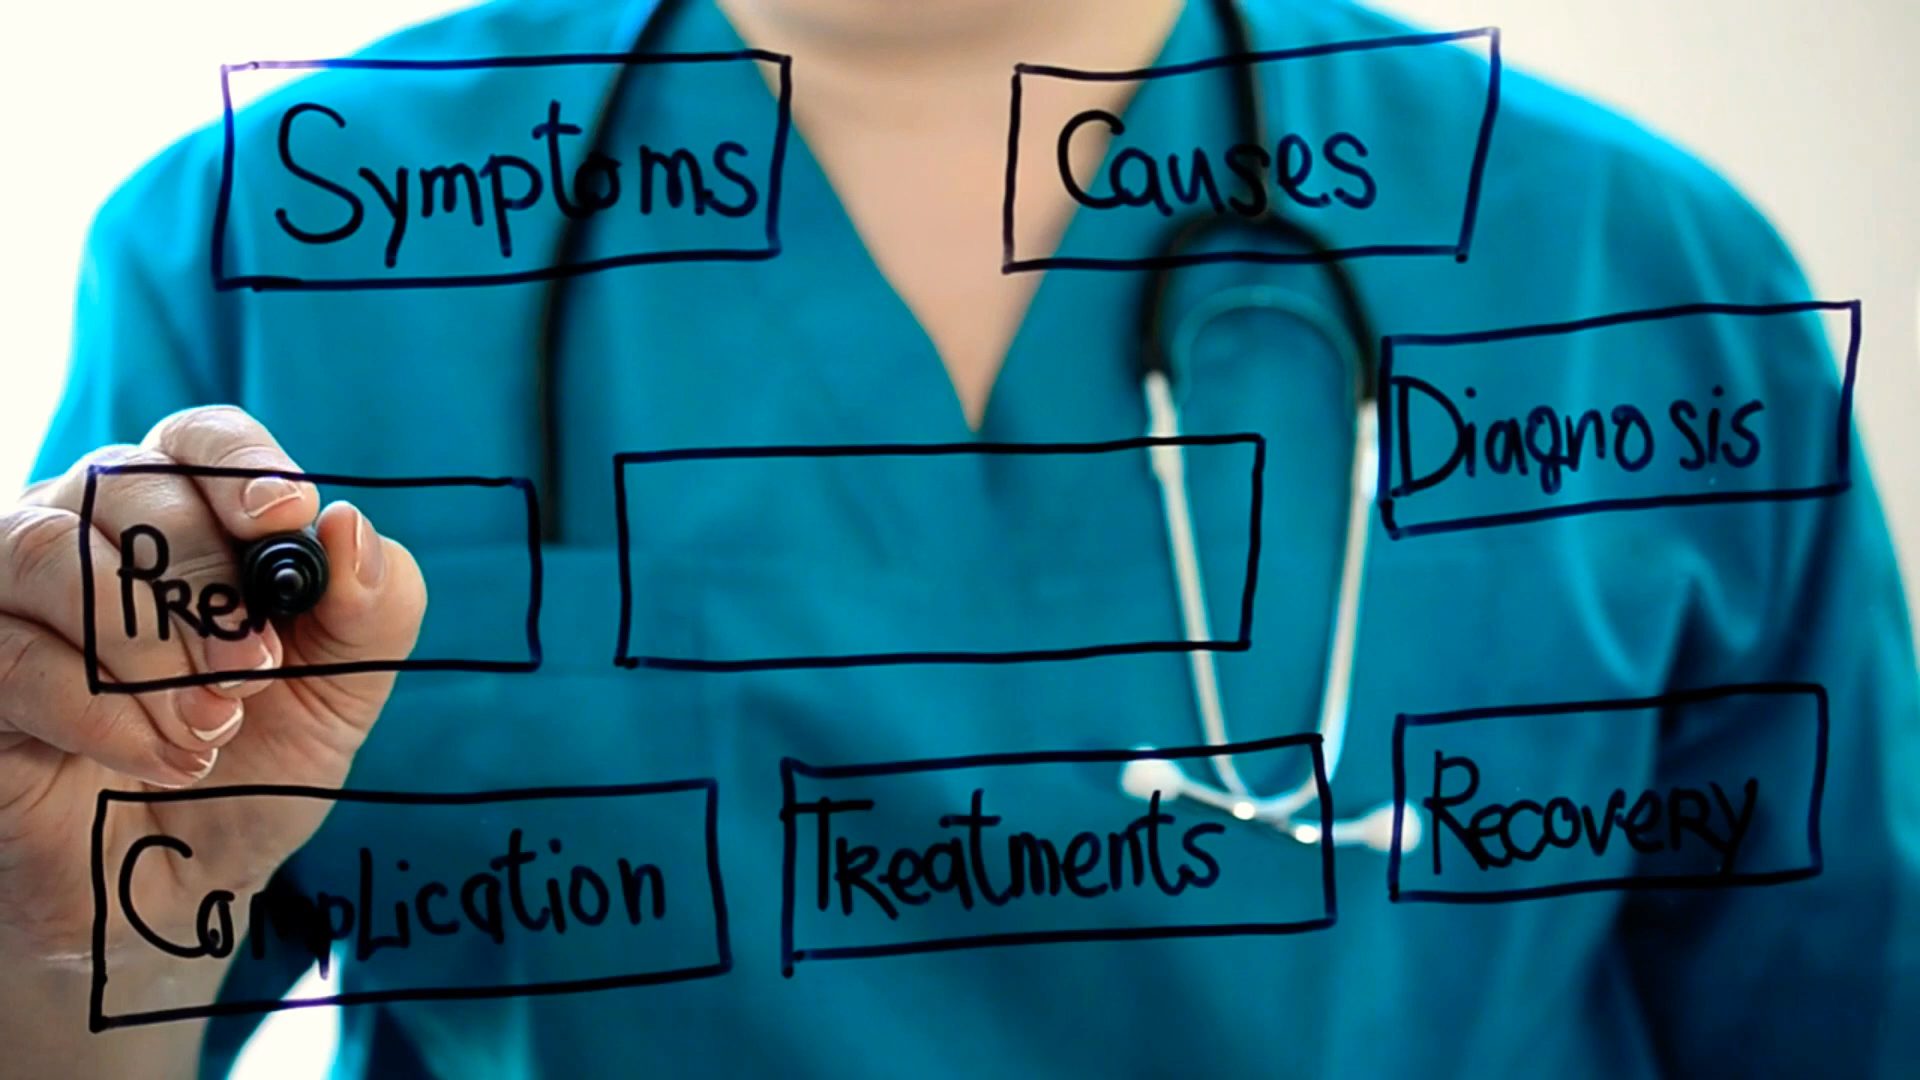 Symptoms
Causes
Diagnosis
Pre
Complication
Treatments
Recovery